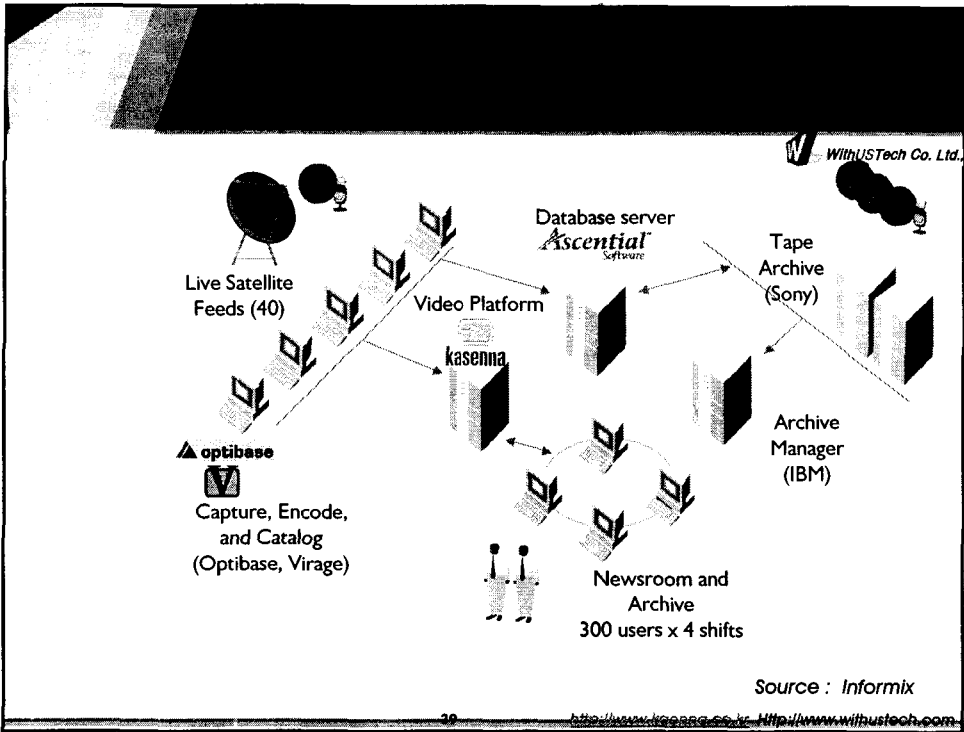 WithUSTech Co. Ltd.,
Live Satellite
Feeds (40)
Database server
Ascential™
Software
Tape
Archive
(Sony)
Video Platform
kasenna
optibase
V
Capture, Encode,
and Catalog
(Optibase, Virage)
Archive
Manager
(IBM)
Newsroom and
Archive
300 users x 4 shifts
Source : Informix
Http://www.withustech.com